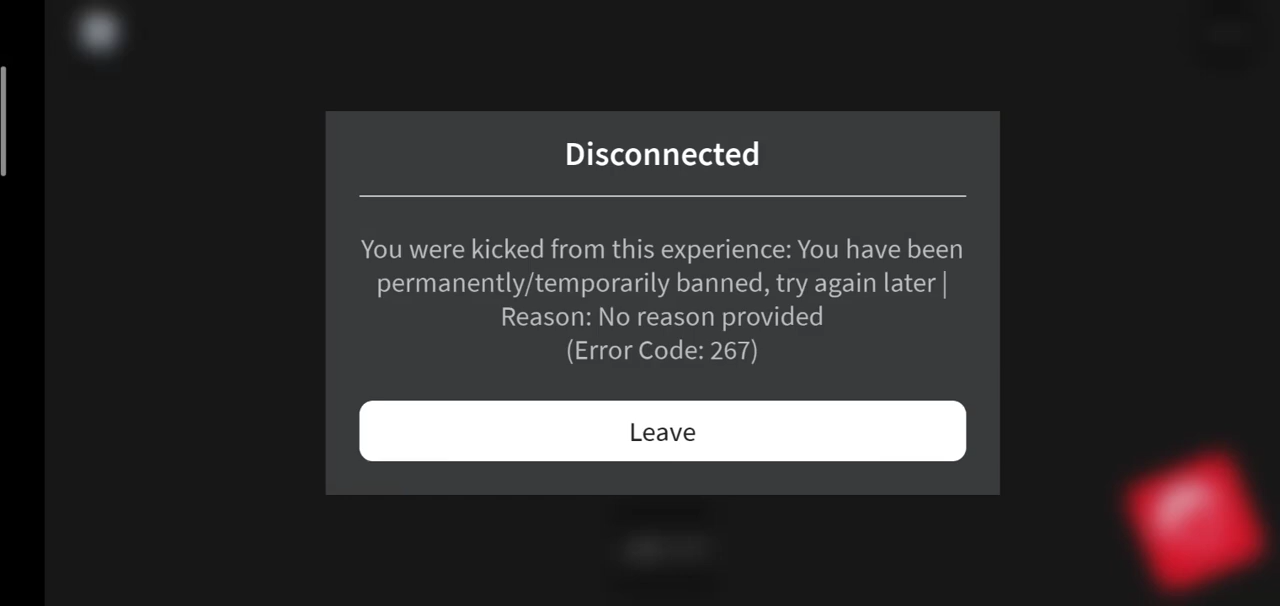 Disconnected
You were kicked from this experience: You have been
permanently/temporarily banned, try again later |
Reason: No reason provided
(Error Code: 267)
Leave